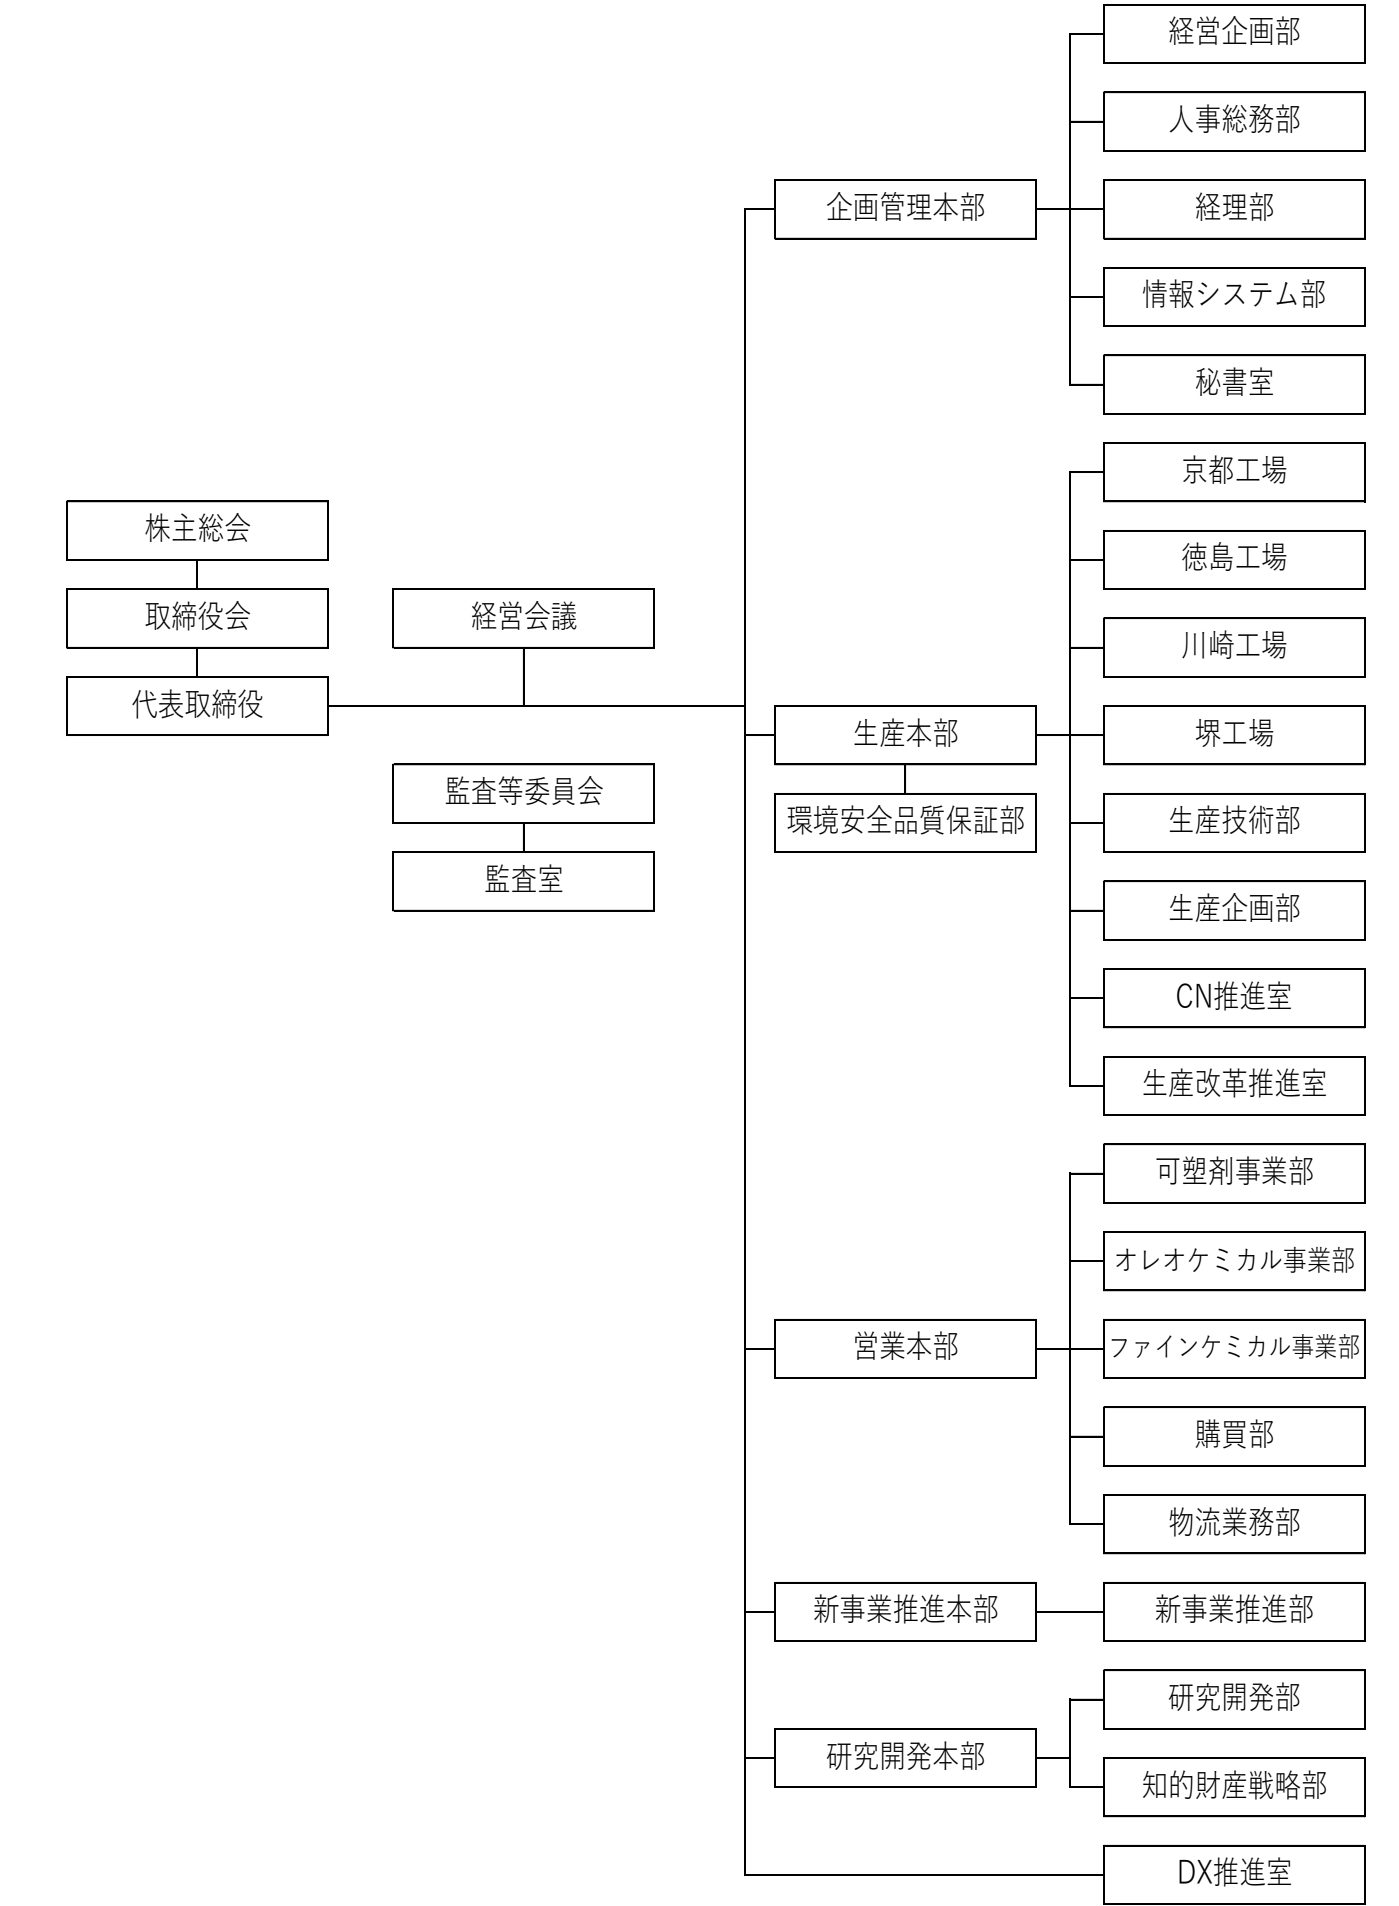 株主総会
取締役会
代表取締役
経営会議
監査等委員会
監査室
企画管理本部
経営企画部
人事総務部
経理部
情報システム部
秘書室
生産本部
環境安全品質保証部
京都工場
徳島工場
川崎工場
堺工場
生産技術部
生産企画部
CN推進室
生産改革推進室
営業本部
可塑剤事業部
オレオケミカル事業部
ファインケミカル事業部
購買部
物流業務部
新事業推進本部
新事業推進部
研究開発本部
研究開発部
知的財産戦略部
DX推進室